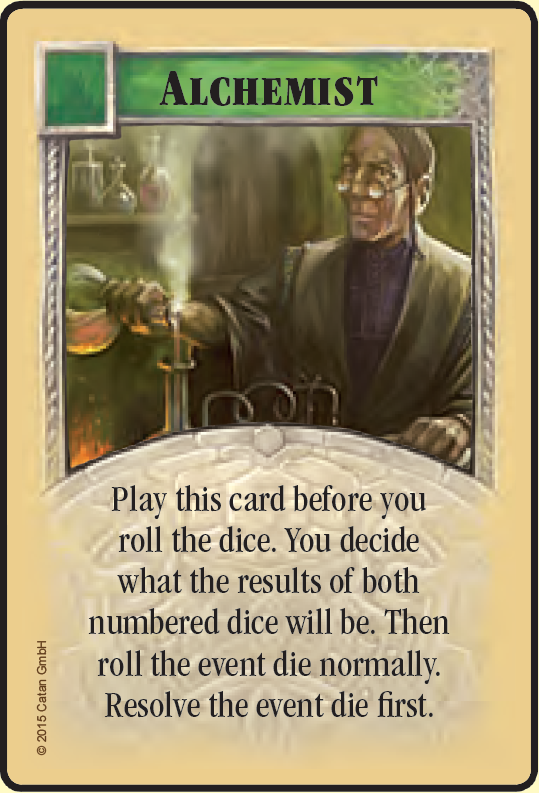 ALCHEMIST
Play this card before you
roll the dice. You decide
what the results of both
numbered dice will be. Then
roll the event die normally.
Resolve the event die first.
© 2015 Catan GmbH